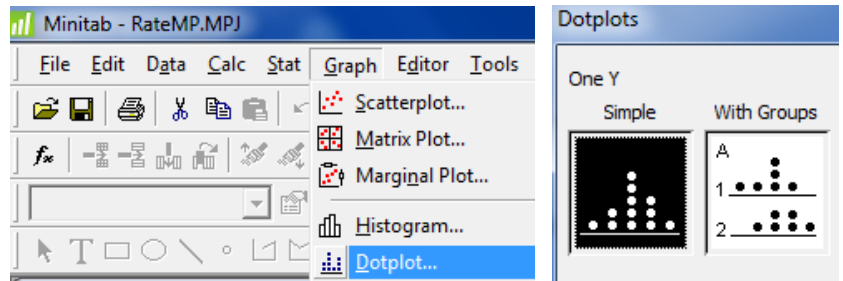 Minitab - RateMP.MPJ
File Edit Data Calc Stat Graph Editor Tools
Scatterplot...
Matrix Plot...
Marginal Plot...
Histogram...
Dotplot...
fx
T
Dotplots
One Y
Simple With Groups
A
1
2